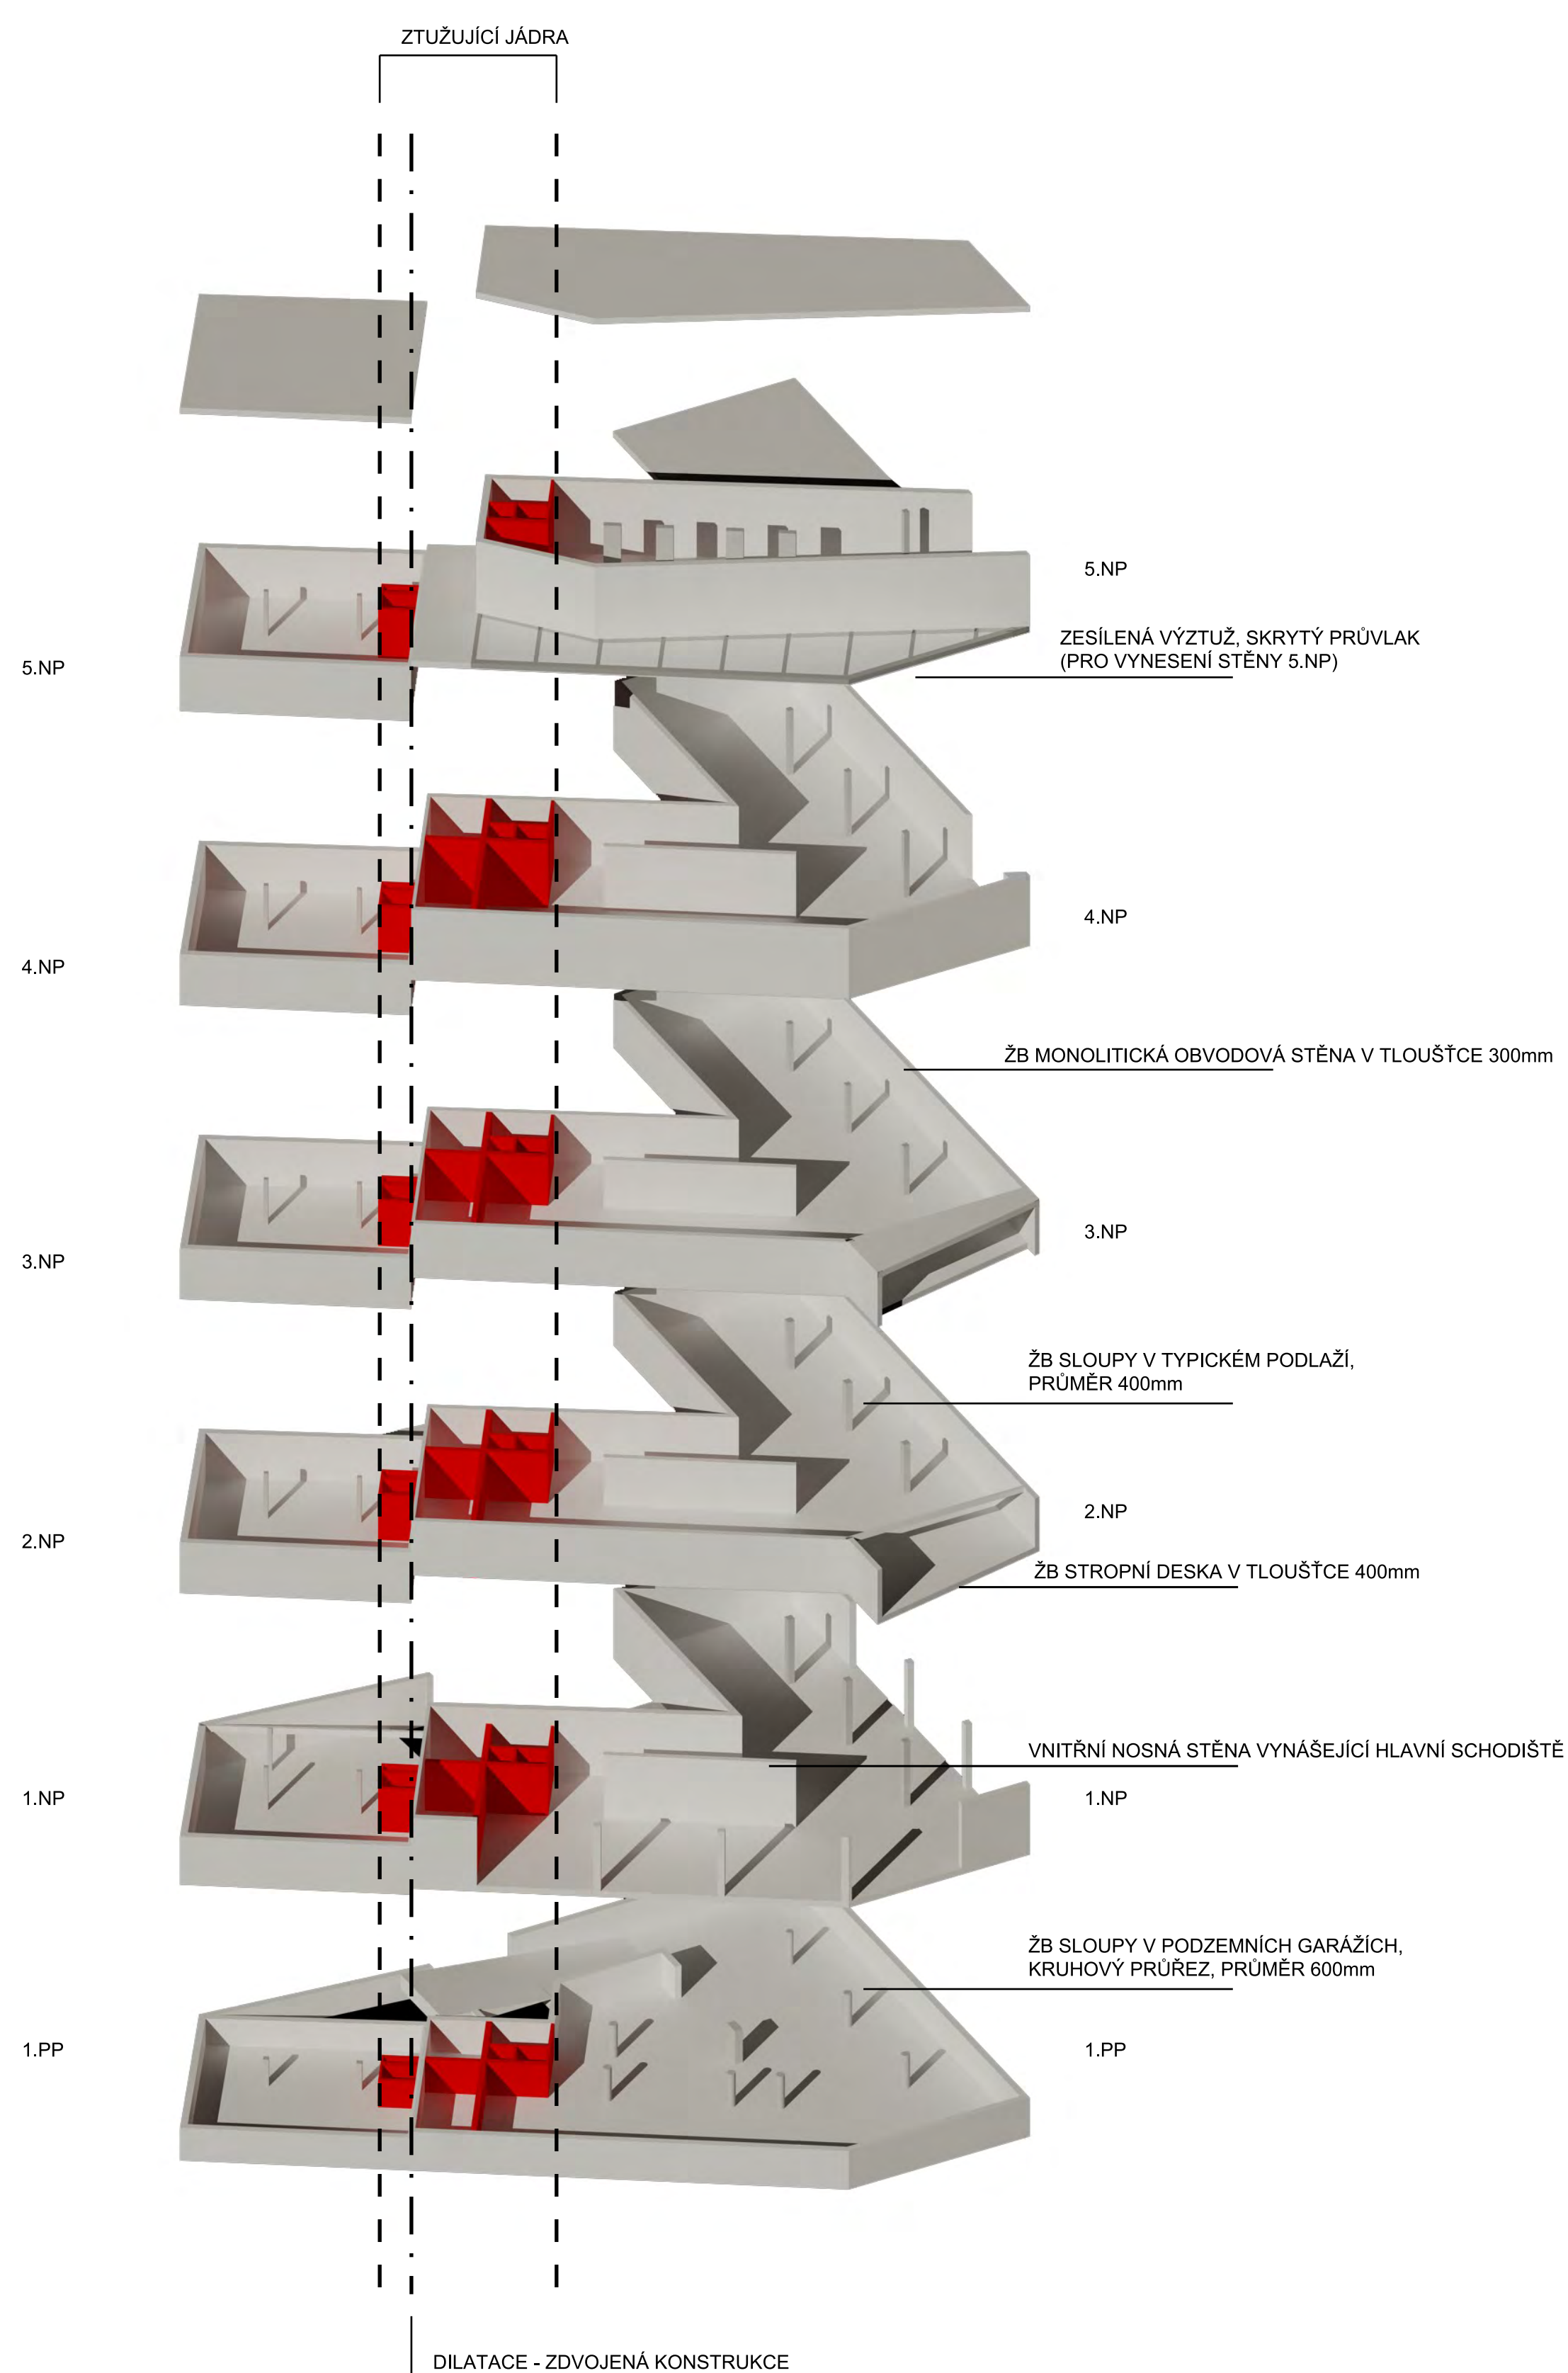 ZTUŽUJÍCÍ JÁDRA
5.NP
ZESÍLENÁ VÝZTUŽ, SKRYTÝ PRŮVLAK
(PRO VYNESENÍ STĚNY 5.NP)
5.NP
4.NP
4.NP
ŽB MONOLITICKÁ OBVODOVÁ STĚNA V TLOUŠŤCE 300mm
3.NP
3.NP
ŽB SLOUPY V TYPICKÉM PODLAŽÍ,
PRŮMĚR 400mm
2.NP
2.NP
ŽB STROPNÍ DESKA V TLOUŠŤCE 400mm
VNITŘNÍ NOSNÁ STĚNA VYNÁŠEJÍCÍ HLAVNÍ SCHODIŠTĚ
1.NP
1.NP
ŽB SLOUPY V PODZEMNÍCH GARÁŽÍCH,
KRUHOVÝ PRŮŘEZ, PRŮMĚR 600mm
1.PP
1.PP
DILATACE - ZDVOJENÁ KONSTRUKCE